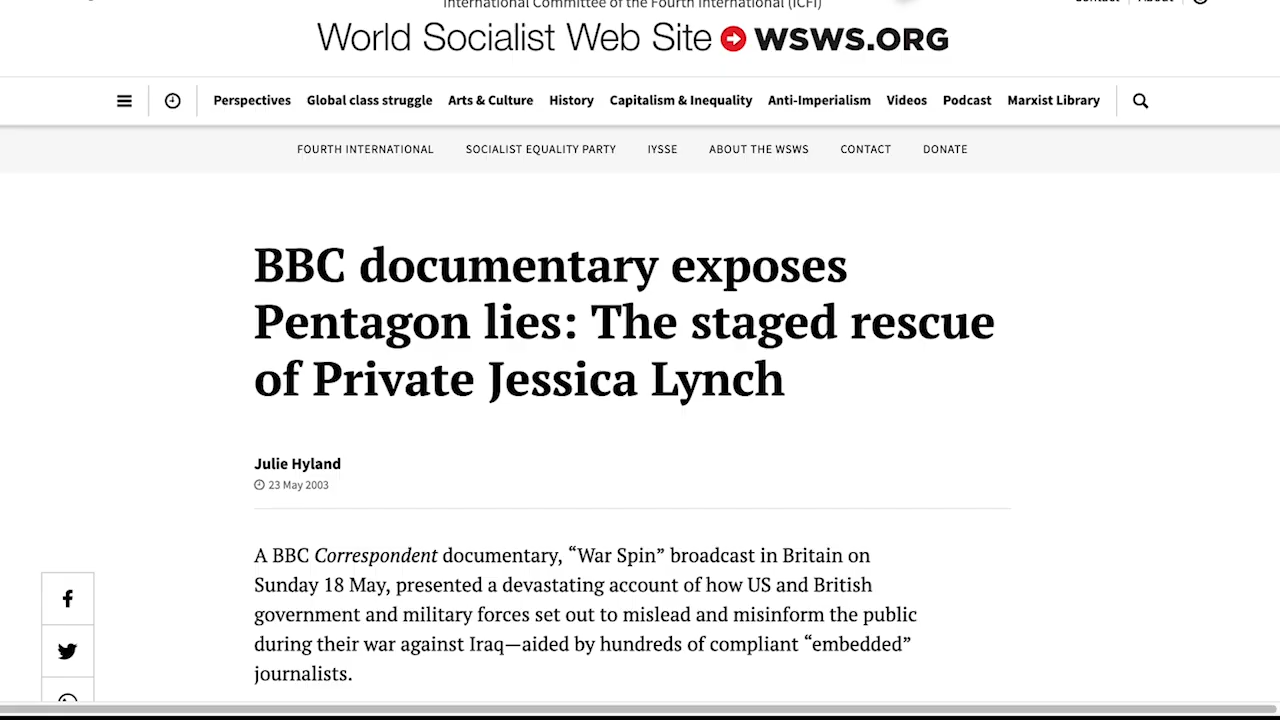 International Committee of the Fourth International (ICFI)
Contact About
World Socialist Web Site WSWS.ORG
Perspectives Global class struggle Arts & Culture History Capitalism & Inequality Anti-Imperialism Videos Podcast Marxist Library
FOURTH INTERNATIONAL SOCIALIST EQUALITY PARTY IYSSE ABOUT THE WSWS CONTACT DONATE
BBC documentary exposes
Pentagon lies: The staged rescue
of Private Jessica Lynch
Julie Hyland
23 May 2003
A BBC Correspondent documentary, “War Spin” broadcast in Britain on
Sunday 18 May, presented a devastating account of how US and British
government and military forces set out to mislead and misinform the public
during their war against Iraq—aided by hundreds of compliant “embedded”
journalists.